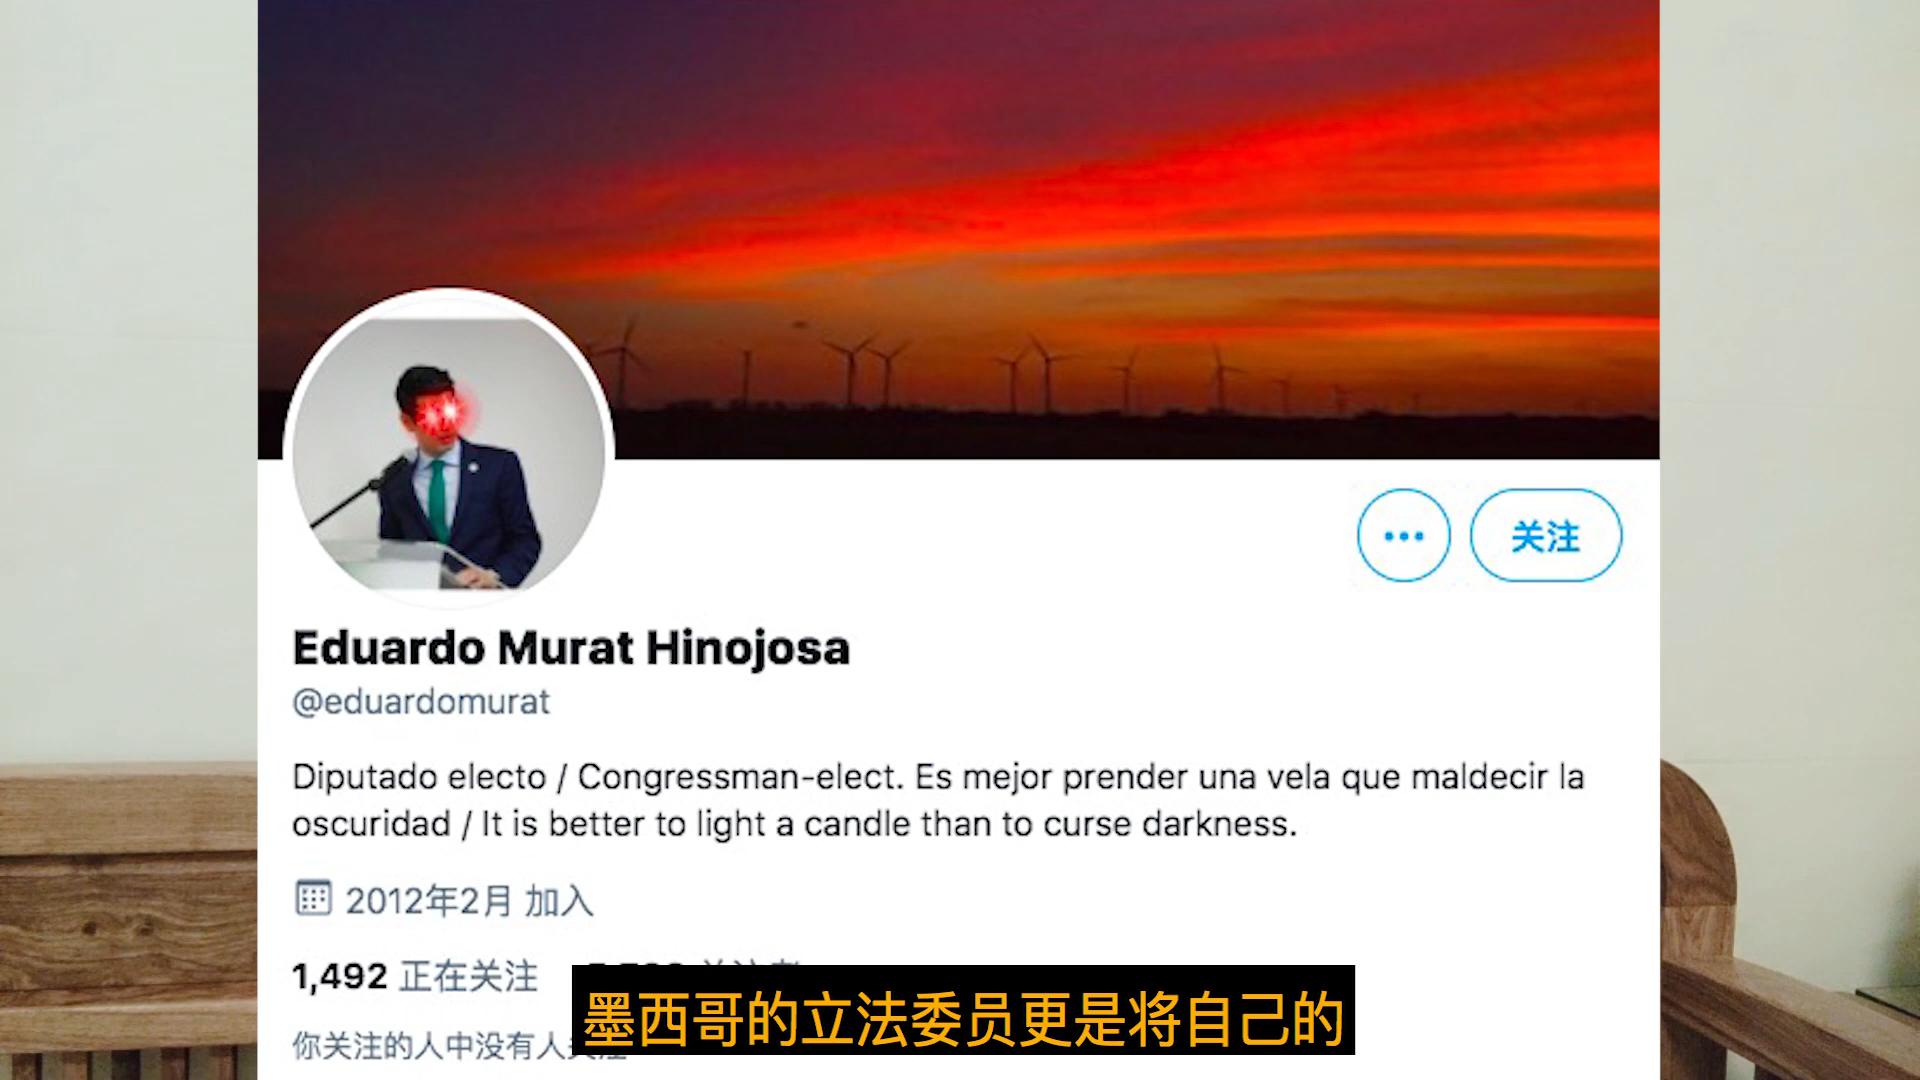 关注
Eduardo Murat Hinojosa
@eduardomurat
Diputado electo / Congressman-elect. Es mejor prender una vela que maldecir la
oscuridad / It is better to light a candle than to curse darkness.
2012年2月 加入
1,492 正在关注
你关注的人中没有人
墨西哥的立法委员更是将自己的